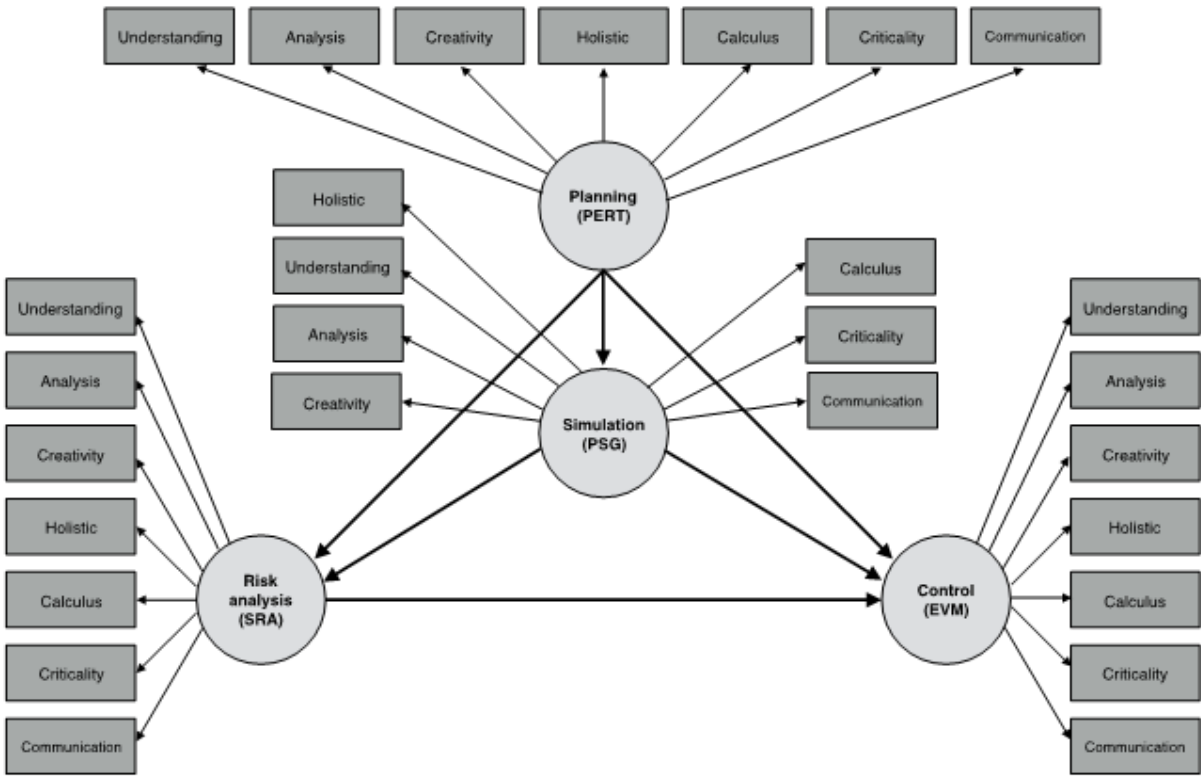 Understanding
Analysis
Creativity
Holistic
Calculus
Criticality
Communication
Planning
(PERT)
Holistic
Understanding
Analysis
Creativity
Calculus
Criticality
Communication
Simulation
(PSG)
Understanding
Analysis
Creativity
Holistic
Calculus
Criticality
Communication
Risk
analysis
(SRA)
Control
(EVM)
Understanding
Analysis
Creativity
Holistic
Calculus
Criticality
Communication